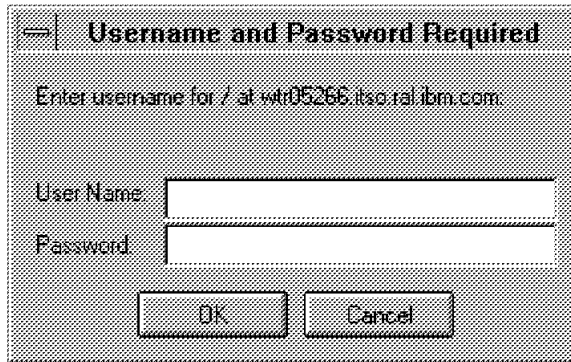 Username and Password Required
Enter username for / at wtr05266.itso.ral.ibm.com:
User Name:
Password:
OK
Cancel